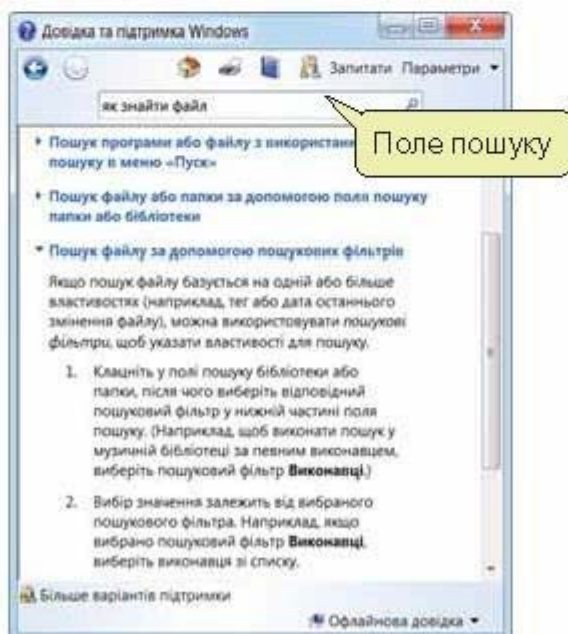 Довідка та підтримка Windows
Запитати Параметри
як знайти файл
Поле пошуку
Пошук програми або файлу з використан
пошуку в меню «Пуск»
Пошук файлу або папки за допомогою поля пошуку
папки або бібліотеки
Пошук файлу за допомогою пошукових фільтрів
Якщо пошук файлу базується на одній або більше
властивостях (наприклад, тег або дата останнього
змінення файлу), можна використовувати пошукові
фільтри, щоб указати властивості для пошуку.
1. Клацніть у полі пошуку бібліотеки або
папки, після чого виберіть відповідний
пошуковий фільтр у нижній частині поля
пошуку. (Наприклад, щоб виконати пошук у
музичній бібліотеці за певним виконавцем,
виберіть пошуковий фільтр Виконавці.)
2. Вибір значення залежить від вибраного
пошукового фільтра. Наприклад, якщо
вибрано пошуковий фільтр Виконавці,
виберіть виконавця зі списку.
Більше варіантів підтримки
Офлайнова довідка